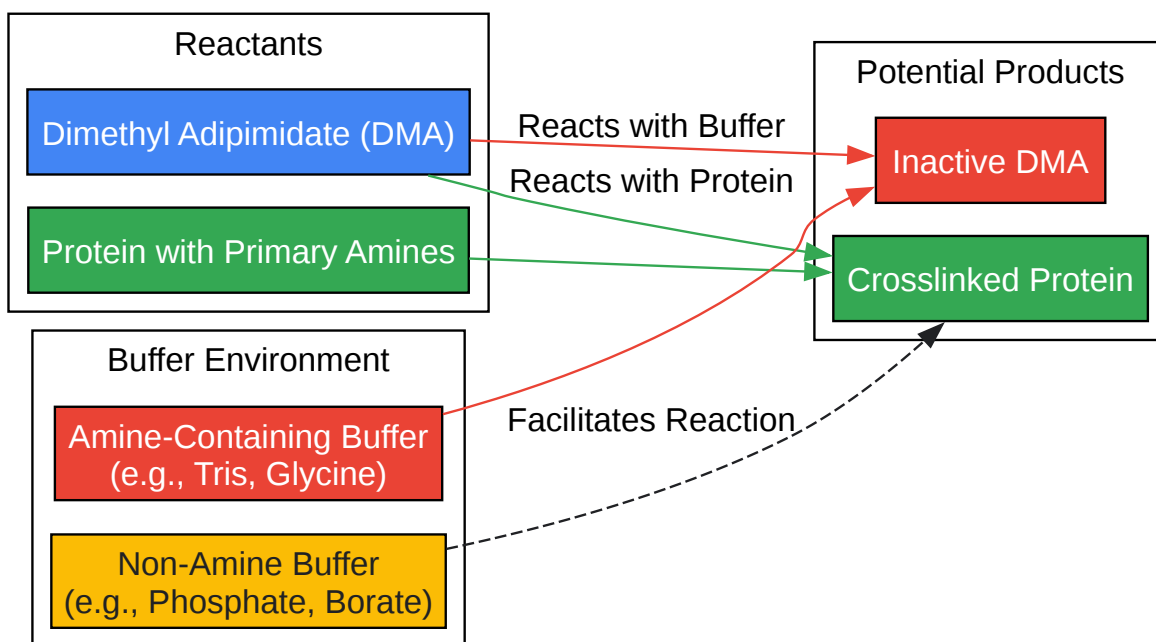 Reactants
Dimethyl Adipimidate (DMA)
Protein with Primary Amines
Reacts with Buffer
Reacts with Protein
Potential Products
Inactive DMA
Crosslinked Protein
Buffer Environment
Amine-Containing Buffer
(e.g., Tris, Glycine)
Facilitates Reaction
Non-Amine Buffer
(e.g., Phosphate, Borate)